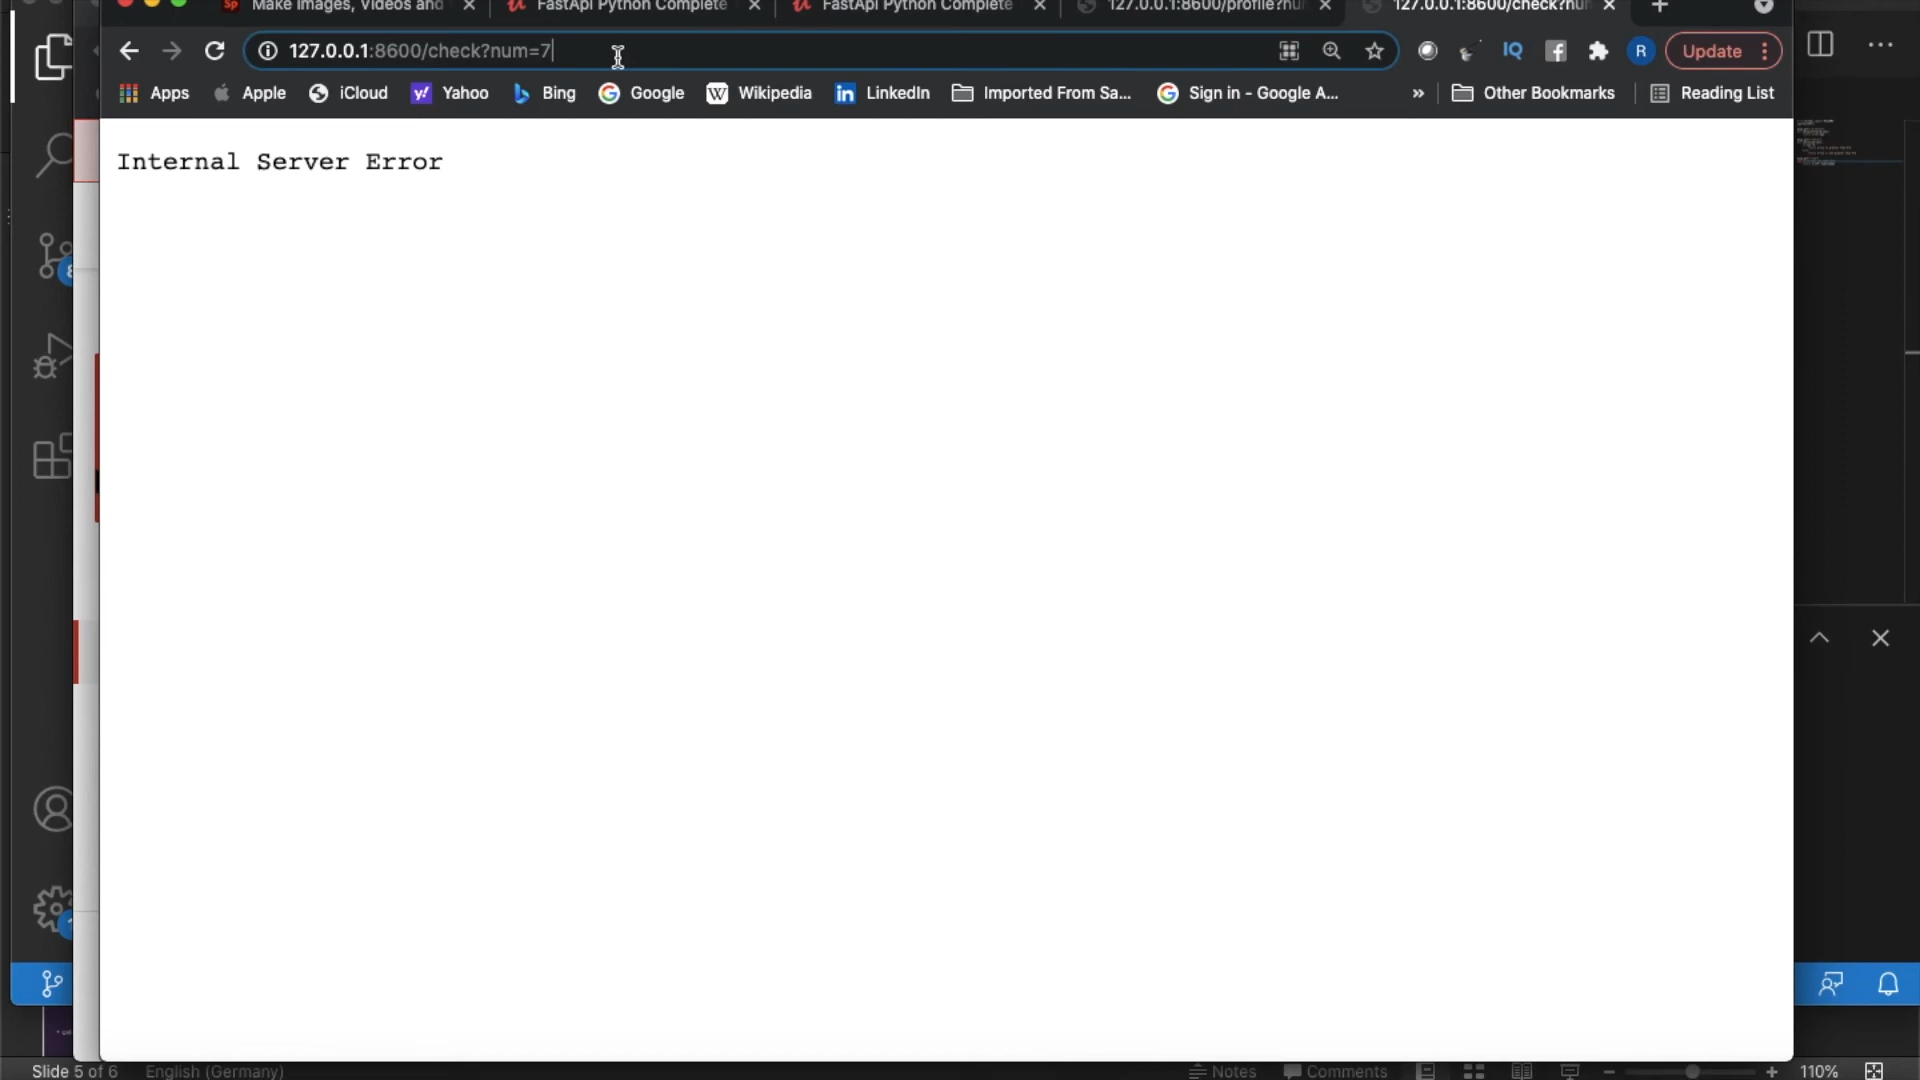 Make Images, Videos and
FastApi Python Complete
FastApi Python Complete
127.0.0.1:8600/profile?nu
127.0.0.1:8600/check?nu
127.0.0.1:8600/check?num=7
IQ
R
Update
Apps
Apple
iCloud
Yahoo
Bing
Google
Wikipedia
LinkedIn
Imported From Sa...
Sign in - Google A...
»
Other Bookmarks
Reading List
Internal Server Error
Slide 5 of 6
English (Germany)
Notes
Comments
110%